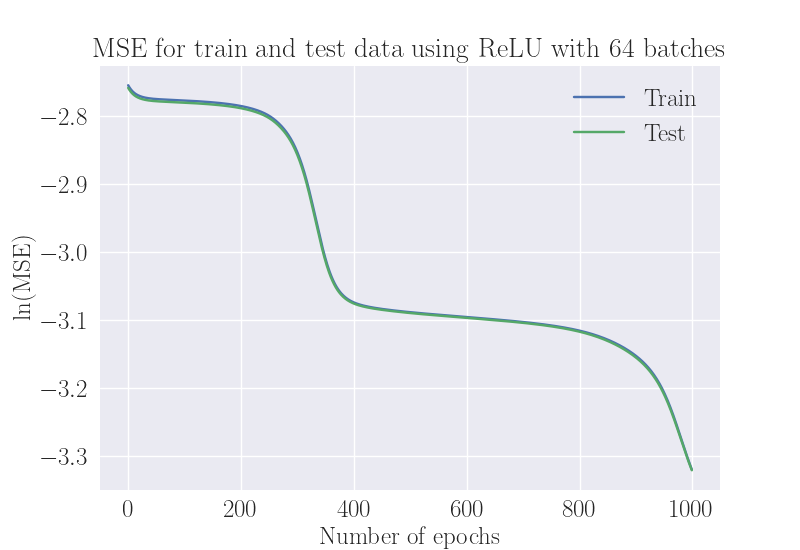 MSE for train and test data using ReLU with 64 batches
Train
Test
−2.8
−2.9
−3.0
−3.1
−3.2
−3.3
ln(MSE)
0 200 400 600 800 1000
Number of epochs